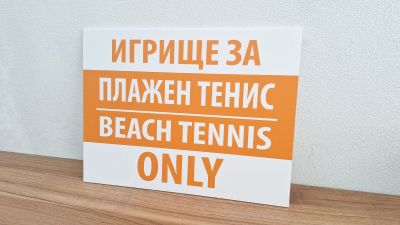 ИГРИЩЕ ЗА
ПЛАЖЕН ТЕНИС
BEACH TENNIS
ONLY